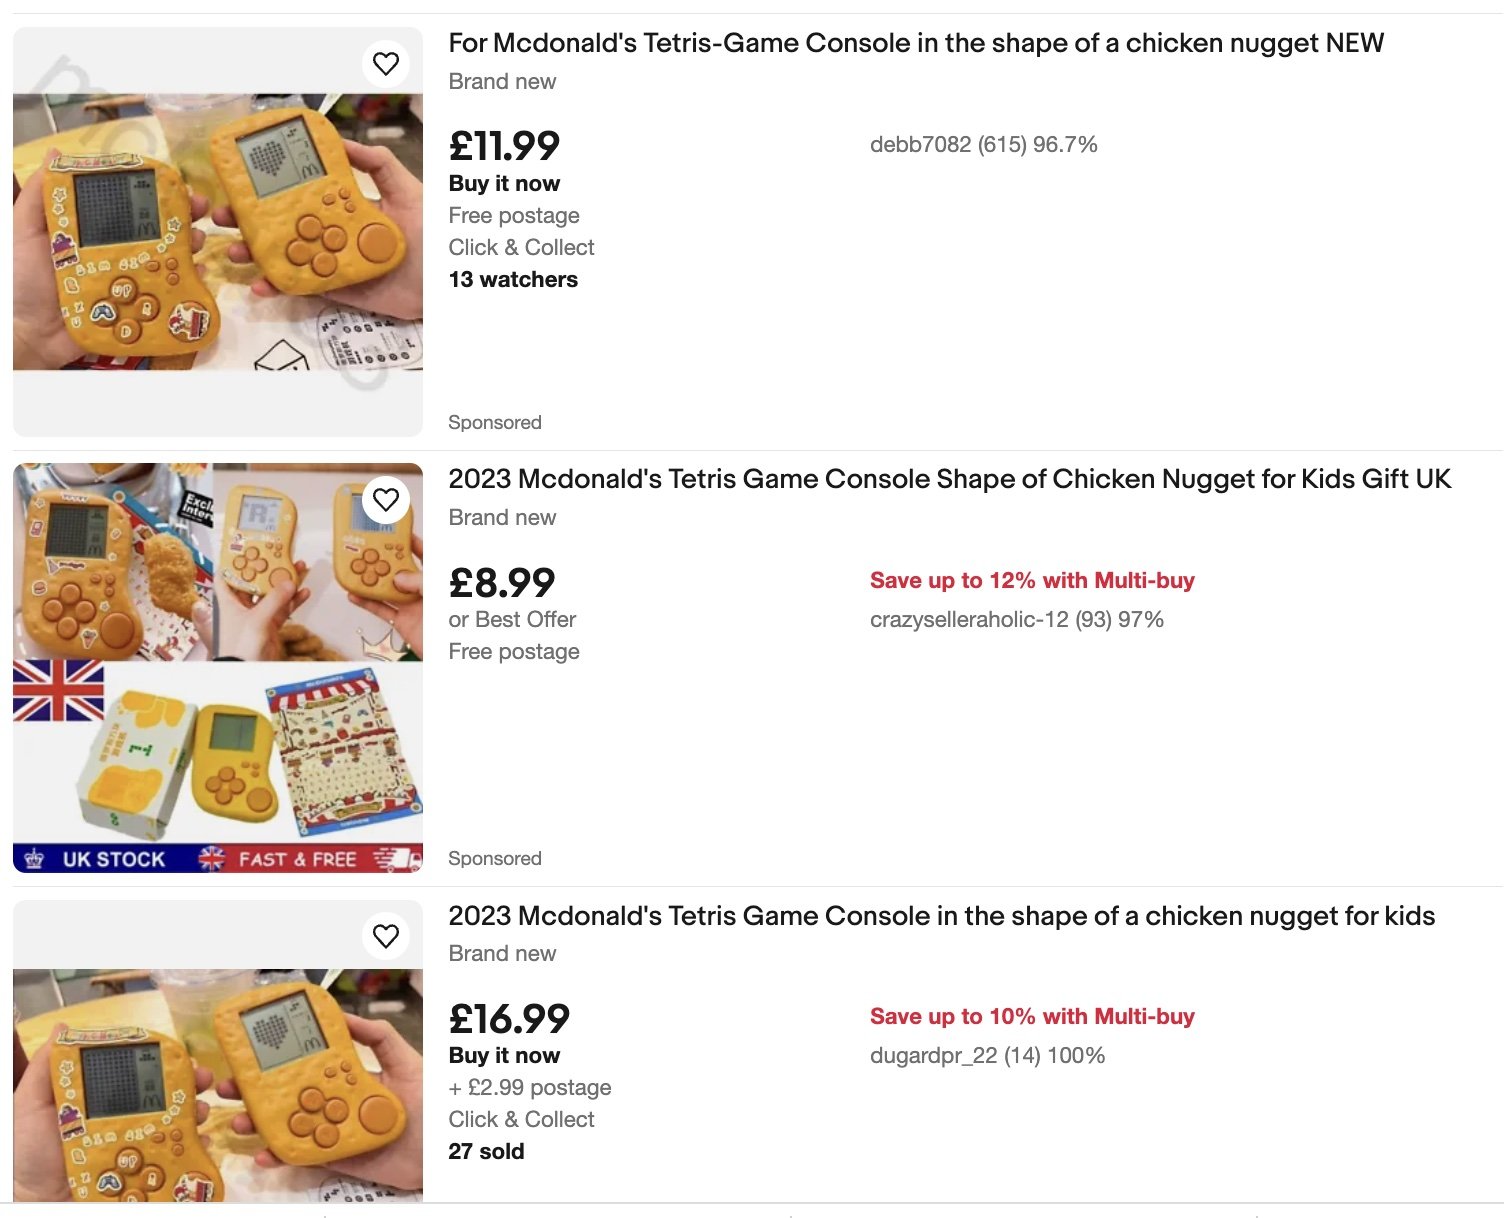 For Mcdonald's Tetris-Game Console in the shape of a chicken nugget NEW
Brand new
£11.99
debb7082 (615) 96.7%
Buy it now
Free postage
Click & Collect
13 watchers
Sponsored
2023 Mcdonald's Tetris Game Console Shape of Chicken Nugget for Kids Gift UK
Brand new
£8.99
Save up to 12% with Multi-buy
or Best Offer
crazyselleraholic-12 (93) 97%
Free postage
UK STOCK
FAST & FREE
Sponsored
2023 Mcdonald's Tetris Game Console in the shape of a chicken nugget for kids
Brand new
£16.99
Save up to 10% with Multi-buy
Buy it now
dugardpr_22 (14) 100%
+ £2.99 postage
Click & Collect
27 sold